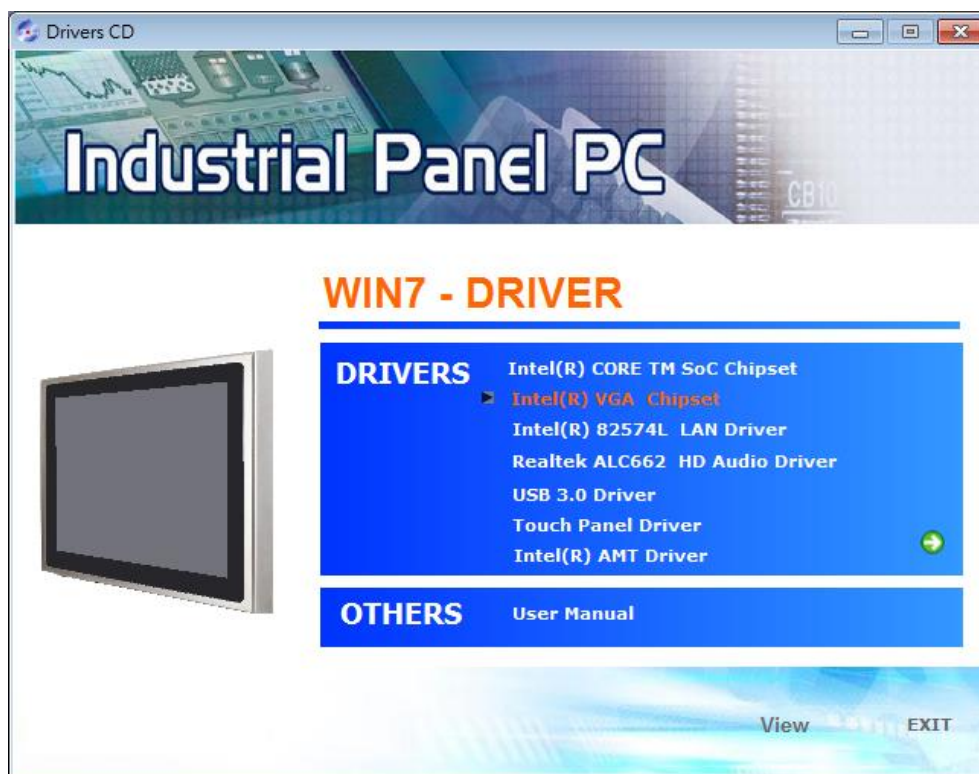 Drivers CD
Industrial Panel PC
CB10
WIN7 - DRIVER
DRIVERS
Intel(R) CORE TM SoC Chipset
Intel(R) VGA Chipset
Intel(R) 82574L LAN Driver
Realtek ALC662 HD Audio Driver
USB 3.0 Driver
Touch Panel Driver
Intel(R) AMT Driver
OTHERS
User Manual
View
EXIT